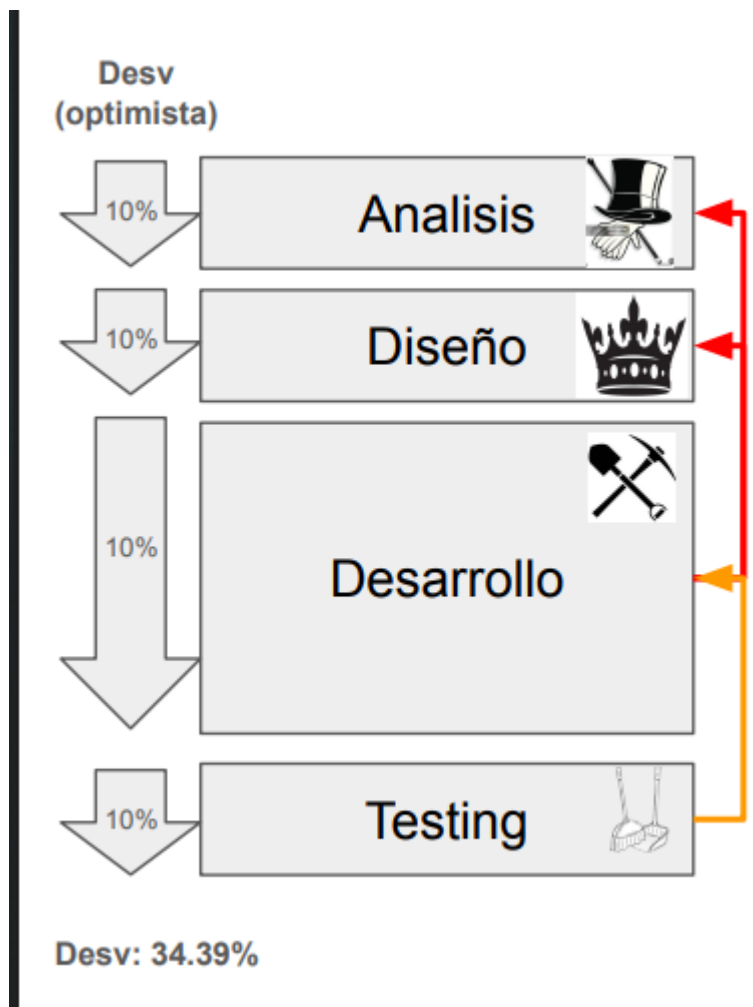 Desv
(optimista)
10%
Analisis
10%
Diseño
10%
Desarrollo
10%
Testing
Desv: 34.39%